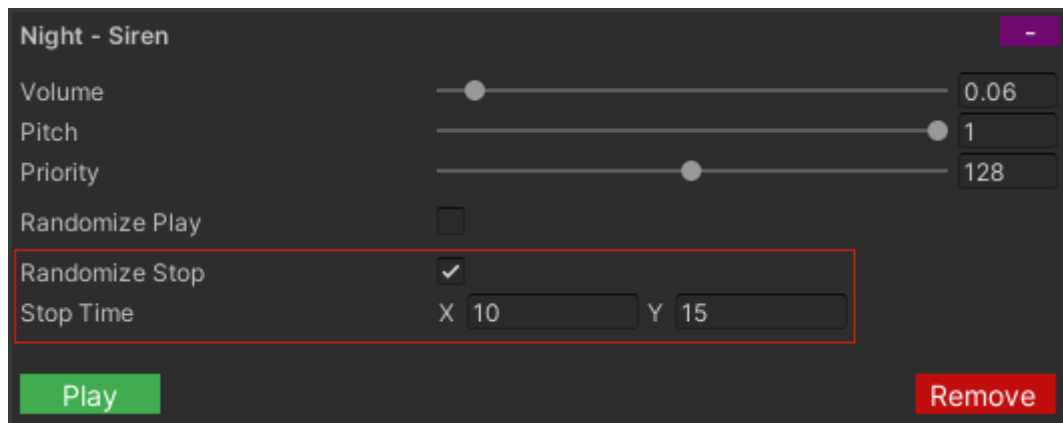 Night - Siren -
Volume 0.06
Pitch 1
Priority 128
Randomize Play
Randomize Stop
Stop Time X 10 Y 15
Play Remove